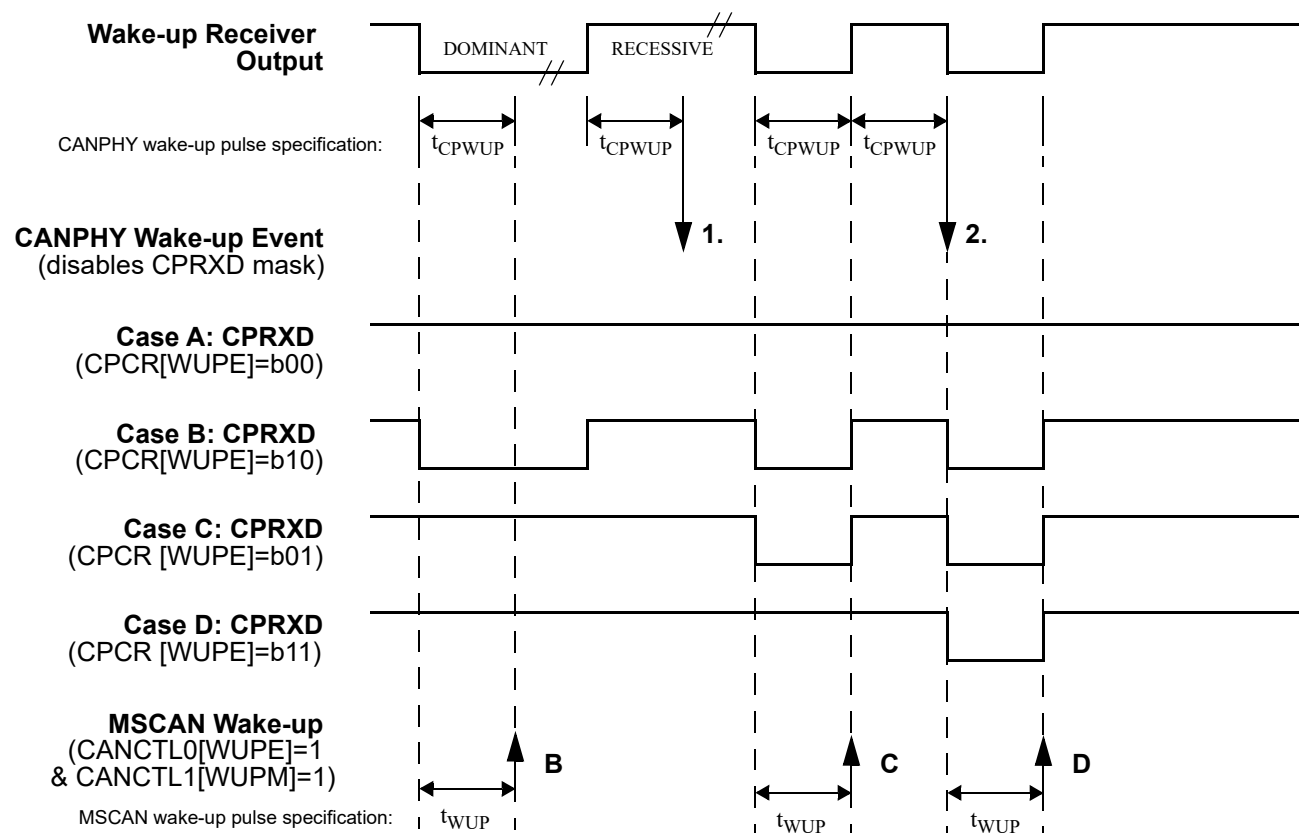 Wake-up Receiver
Output
DOMINANT
RECESSIVE
CANPHY wake-up pulse specification:
tCPWUP
tCPWUP
tCPWUP
tCPWUP
CANPHY Wake-up Event
(disables CPRXD mask)
1.
2.
Case A: CPRXD
(CPCR[WUPE]=b00)
Case B: CPRXD
(CPCR[WUPE]=b10)
Case C: CPRXD
(CPCR [WUPE]=b01)
Case D: CPRXD
(CPCR [WUPE]=b11)
MSCAN Wake-up
(CANCTL0[WUPE]=1
& CANCTL1[WUPM]=1)
B
C
D
MSCAN wake-up pulse specification:
tWUP
tWUP
tWUP